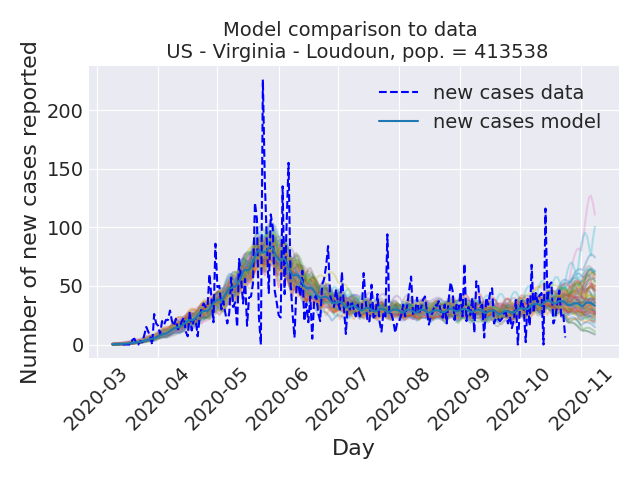 Model comparison to data
US - Virginia - Loudoun, pop. = 413538
Number of new cases reported
200
150
100
50
0
new cases data
new cases model
2020-03
2020-04
2020-05
2020-06
2020-07
2020-08
2020-09
2020-10
2020-11
Day